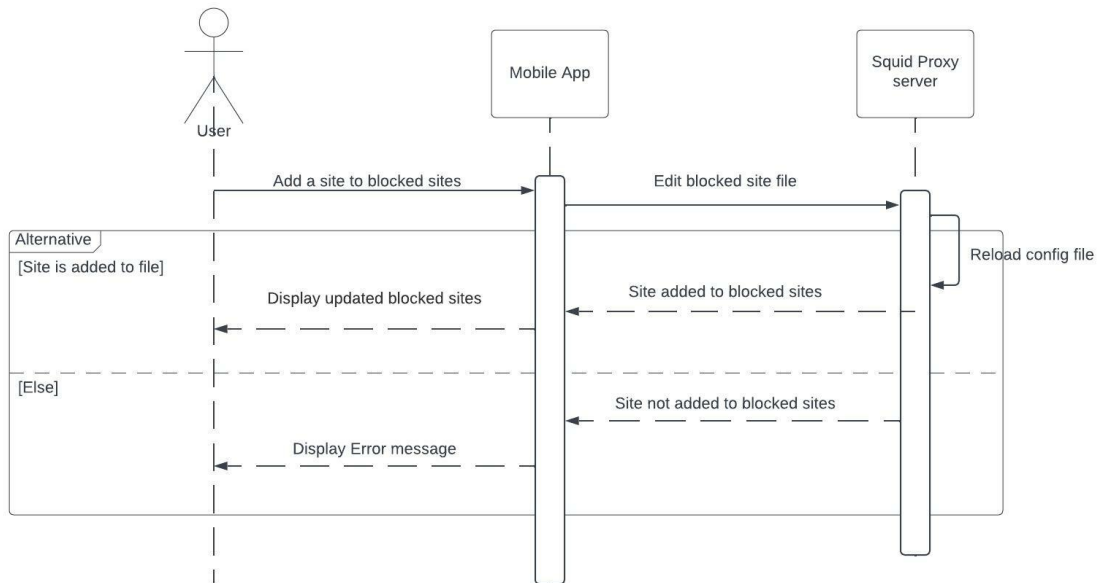 Mobile App
Squid Proxy
server
User
Add a site to blocked sites
Edit blocked site file
Alternative
[Site is added to file]
Reload config file
Display updated blocked sites
Site added to blocked sites
[Else]
Site not added to blocked sites
Display Error message